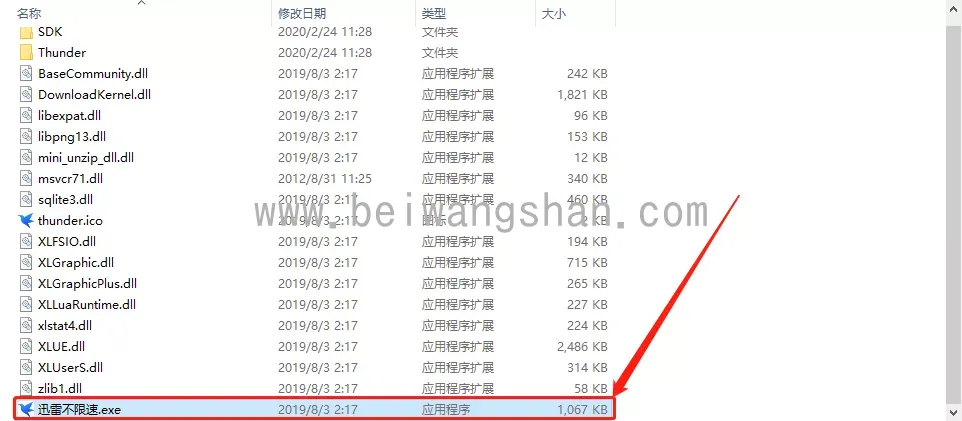 名称 修改日期 类型 大小
SDK 2020/2/24 11:28 文件夹
Thunder 2020/2/24 11:28 文件夹
BaseCommunity.dll 2019/8/3 2:17 应用程序扩展 242 KB
DownloadKernel.dll 2019/8/3 2:17 应用程序扩展 1,821 KB
libexpat.dll 2019/8/3 2:17 应用程序扩展 96 KB
libpng13.dll 2019/8/3 2:17 应用程序扩展 153 KB
mini_unzip_dll.dll 2019/8/3 2:17 应用程序扩展 12 KB
msvcr71.dll 2012/8/31 11:25 应用程序扩展 340 KB
sqlite3.dll 2019/8/3 2:17 应用程序扩展 460 KB
www.beiwangshan.com
thunder.ico 2019/8/3 2:17 图标 2 KB
XLFSIO.dll 2019/8/3 2:17 应用程序扩展 194 KB
XLGraphic.dll 2019/8/3 2:17 应用程序扩展 715 KB
XLGraphicPlus.dll 2019/8/3 2:17 应用程序扩展 265 KB
XLLuaRuntime.dll 2019/8/3 2:17 应用程序扩展 227 KB
xlstat4.dll 2019/8/3 2:17 应用程序扩展 224 KB
XLUE.dll 2019/8/3 2:17 应用程序扩展 2,486 KB
XLUserS.dll 2019/8/3 2:17 应用程序扩展 314 KB
zlib1.dll 2019/8/3 2:17 应用程序扩展 58 KB
迅雷不限速.exe 2019/8/3 2:17 应用程序 1,067 KB